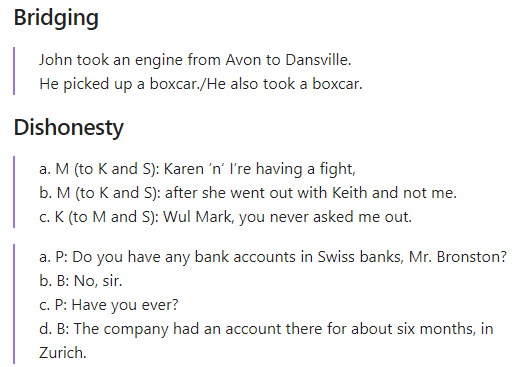 Bridging
John took an engine from Avon to Dansville.
He picked up a boxcar./He also took a boxcar.
Dishonesty
a. M (to K and S): Karen ‘n’ I’re having a fight,
b. M (to K and S): after she went out with Keith and not me.
c. K (to M and S): Wul Mark, you never asked me out.
a. P: Do you have any bank accounts in Swiss banks, Mr. Bronston?
b. B: No, sir.
c. P: Have you ever?
d. B: The company had an account there for about six months, in
Zurich.